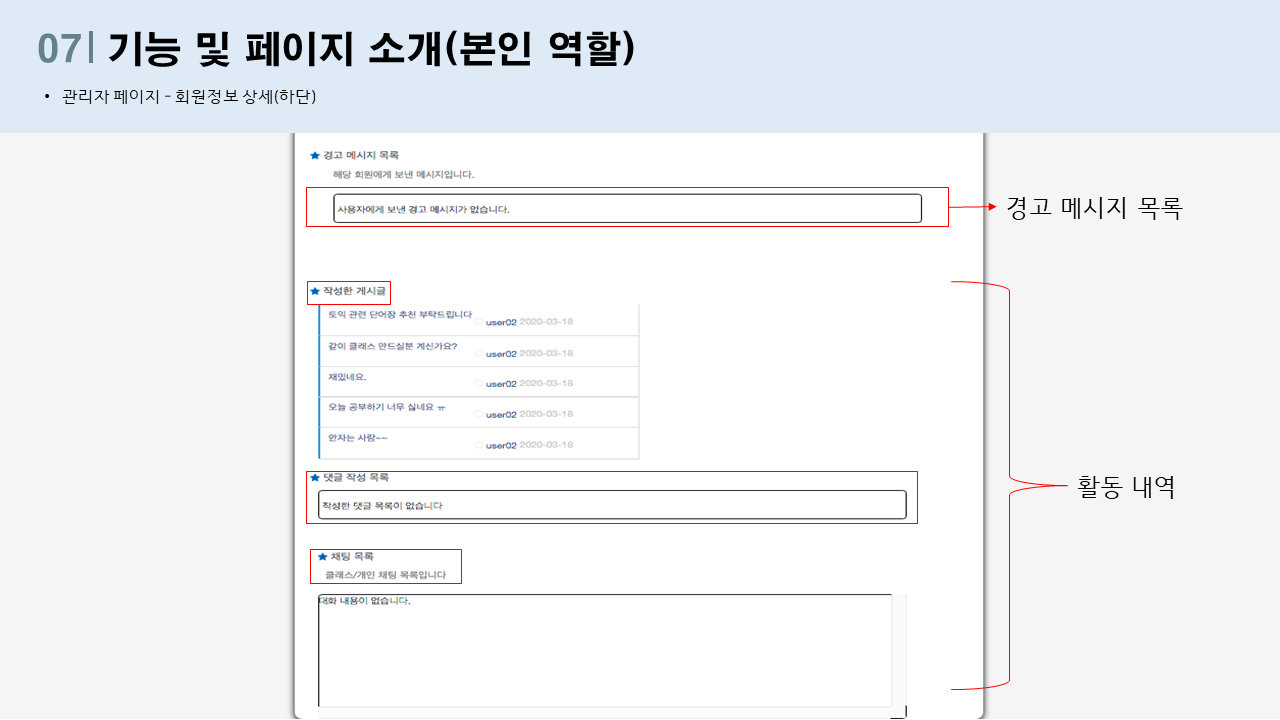 07| 기능 및 페이지 소개(본인 역할)
• 관리자 페이지 - 회원정보 상세(하단)
★ 경고 메시지 목록
해당 회원에게 보낸 메시지입니다.
사용자에게 보낸 경고 메시지가 없습니다.
경고 메시지 목록
★ 작성한 게시글
토익 관련 단어장 추천 부탁드립니다 user02 2020-03-18
같이 클래스 만드실분 계신가요? user02 2020-03-18
재밌네요. user02 2020-03-18
오늘 공부하기 너무 싫네요 ㅠ user02 2020-03-18
안자는 사람~~ user02 2020-03-18
★ 댓글 작성 목록
작성한 댓글 목록이 없습니다
활동 내역
★ 채팅 목록
클래스/개인 채팅 목록입니다
대화 내용이 없습니다.